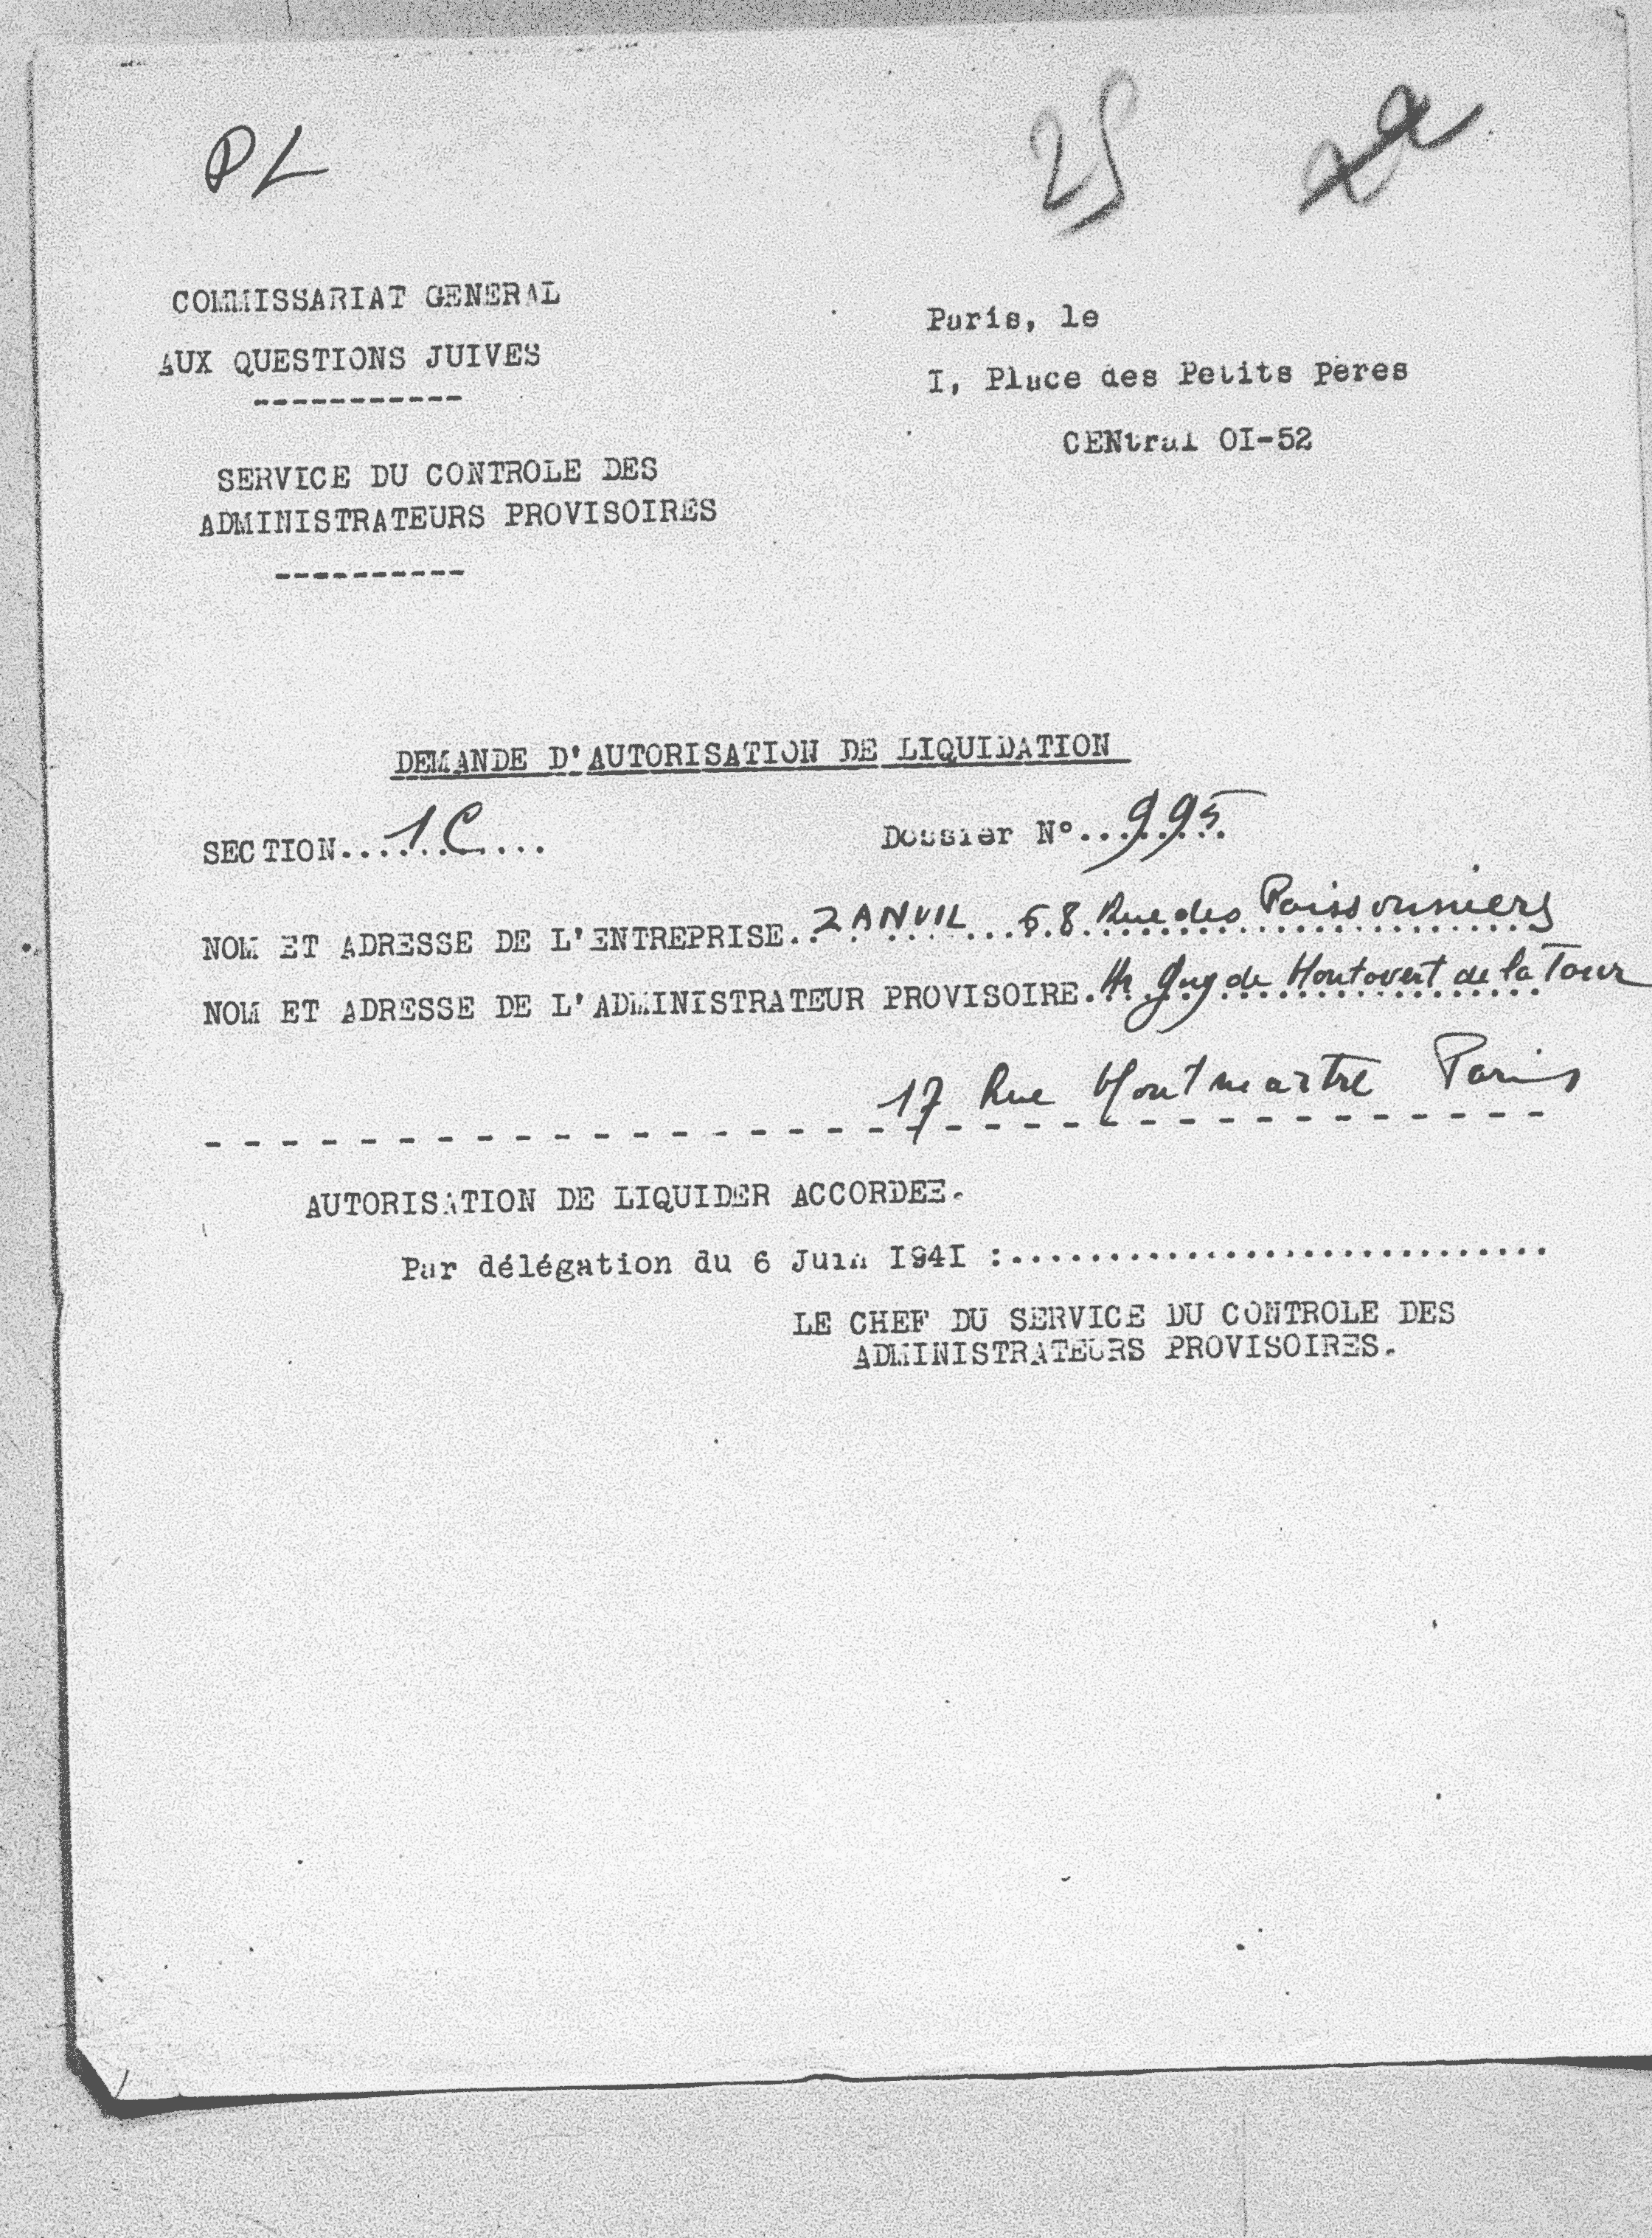 PL
25
COMMISSARIAT GENERAL
AUX QUESTIONS JUIVES
-----------
SERVICE DU CONTROLE DES
ADMINISTRATEURS PROVISOIRES
----------
Paris, le
I, Place des Petits Peres
CENtral OI-52
DEMANDE D'AUTORISATION DE LIQUIDATION
SECTION...1C... Dossier N°...995
NOM ET ADRESSE DE L'ENTREPRISE..ZANVIL 68 Rue des Poissonniers
NOM ET ADRESSE DE L'ADMINISTRATEUR PROVISOIRE.Mr Guy de Montovert de la Tour
17 Rue Montmartre Paris
- - - - - - - - - - - - - - - - - - - - - - - - - - - - - - - - - - -
AUTORISATION DE LIQUIDER ACCORDEE.
Par délégation du 6 Juin I94I :............................
LE CHEF DU SERVICE DU CONTROLE DES
ADMINISTRATEURS PROVISOIRES.